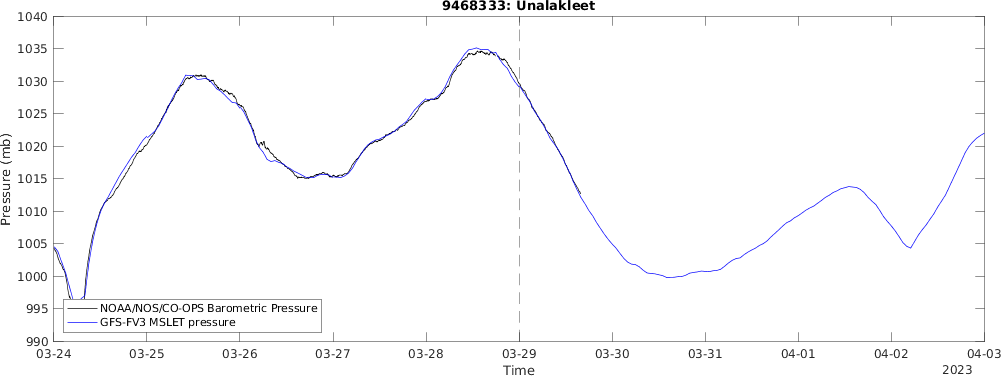 9468333: Unalakleet
1040
1035
1030
1025
1020
1015
1010
1005
1000
995
990
Pressure (mb)
NOAA/NOS/CO-OPS Barometric Pressure
GFS-FV3 MSLET pressure
03-24 03-25 03-26 03-27 03-28 03-29 03-30 03-31 04-01 04-02 04-03
Time
2023